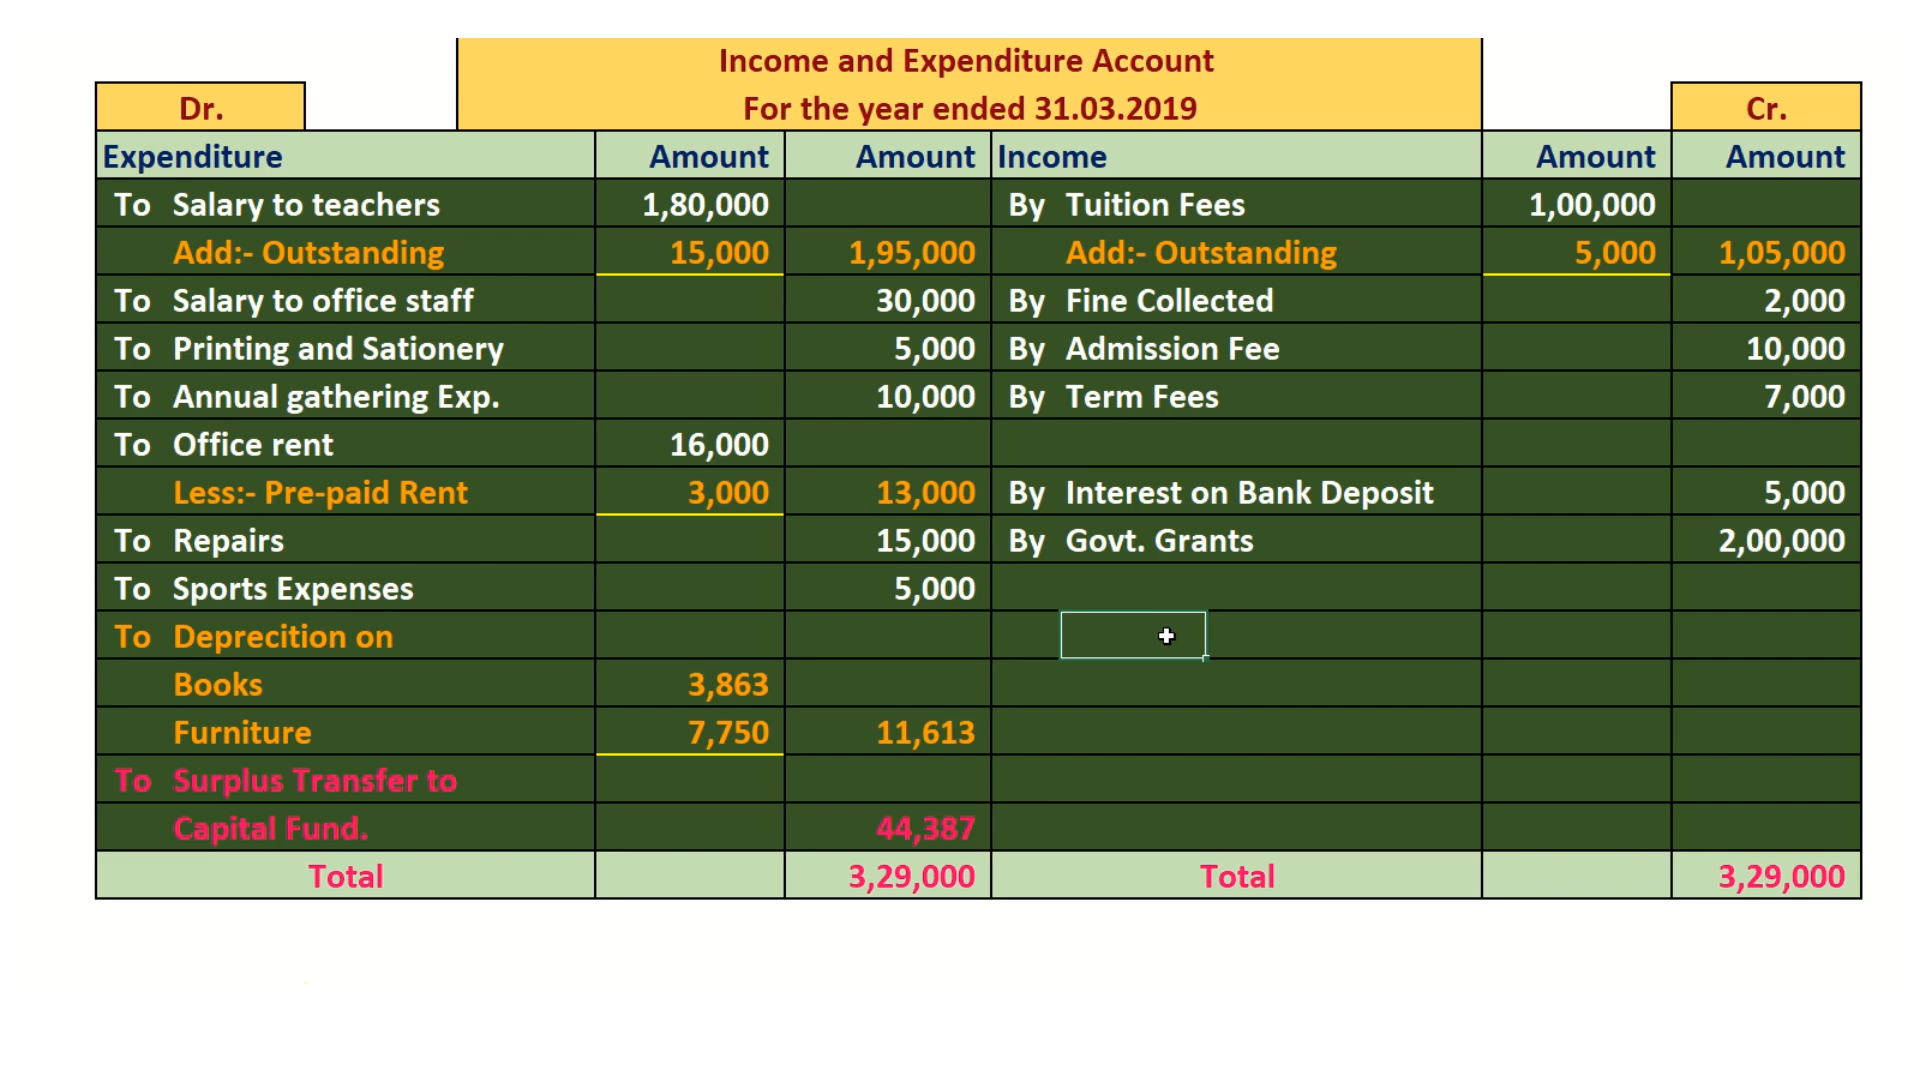 Income and Expenditure Account
Dr. For the year ended 31.03.2019 Cr.
Expenditure Amount Amount Income Amount Amount
To Salary to teachers 1,80,000 By Tuition Fees 1,00,000
Add:- Outstanding 15,000 1,95,000 Add:- Outstanding 5,000 1,05,000
To Salary to office staff 30,000 By Fine Collected 2,000
To Printing and Sationery 5,000 By Admission Fee 10,000
To Annual gathering Exp. 10,000 By Term Fees 7,000
To Office rent 16,000
Less:- Pre-paid Rent 3,000 13,000 By Interest on Bank Deposit 5,000
To Repairs 15,000 By Govt. Grants 2,00,000
To Sports Expenses 5,000
To Deprecition on
Books 3,863
Furniture 7,750 11,613
To Surplus Transfer to
Capital Fund. 44,387
Total 3,29,000 Total 3,29,000